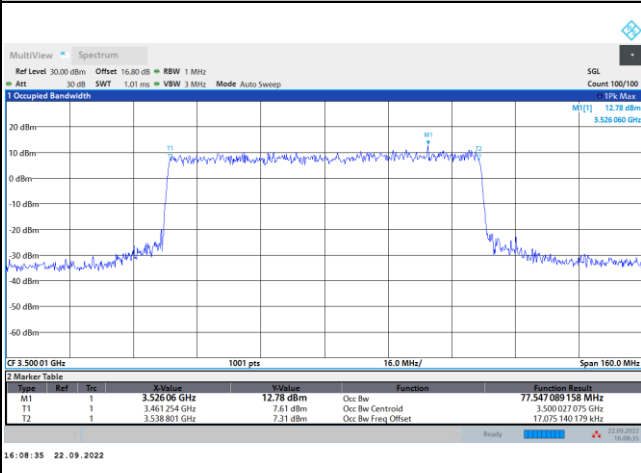 MultiView Spectrum
Ref Level 30.00 dBm Offset 16.80 dB RBW 1 MHz SGL
Att 30 dB SWT 1.01 ms VBW 3 MHz Mode Auto Sweep Count 100/100
1 Occupied Bandwidth 1Pk Max
M1[1] 12.78 dBm
3.526 060 GHz
M1
20 dBm
T1 T2
10 dBm
0 dBm
-10 dBm
-20 dBm
-30 dBm
-40 dBm
-50 dBm
-60 dBm
CF 3.500 01 GHz 1001 pts 16.0 MHz/ Span 160.0 MHz
2 Marker Table
Type Ref Trc X-Value Y-Value Function Function Result
M1 1 3.526 06 GHz 12.78 dBm Occ Bw 77.547 089 158 MHz
T1 1 3.461 254 GHz 7.61 dBm Occ Bw Centroid 3.500 027 075 GHz
T2 1 3.538 801 GHz 7.31 dBm Occ Bw Freq Offset 17.075 140 179 kHz
Ready 22.09.2022
16:08:35
16:08:35 22.09.2022